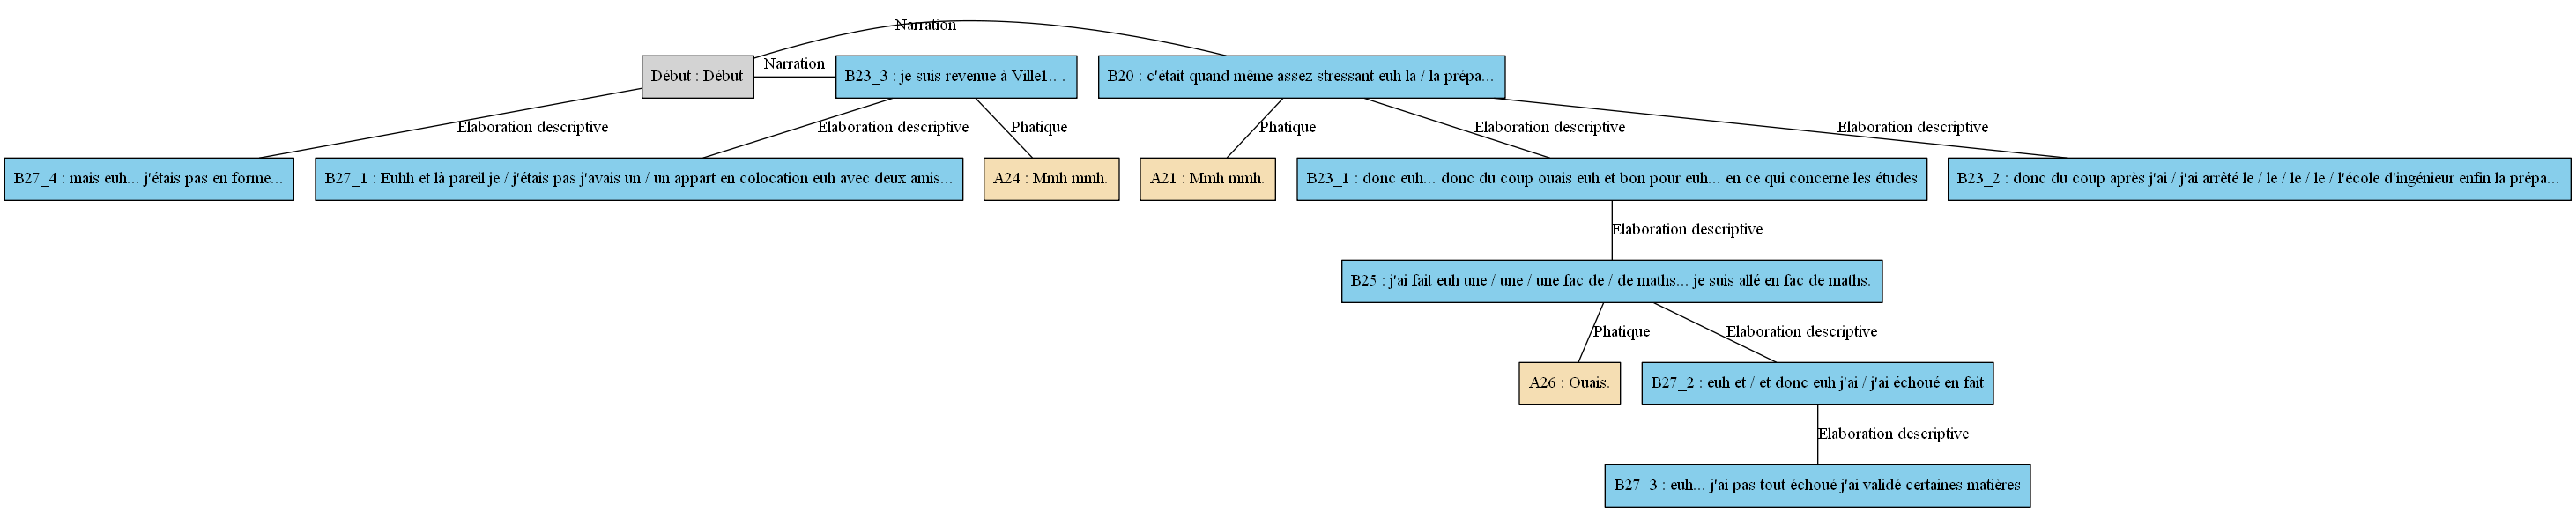 Narration
Début : Début
Narration
B23_3 : je suis revenue à Ville1.. .
B20 : c'était quand même assez stressant euh la / la prépa...
Elaboration descriptive
Elaboration descriptive
Phatique
Phatique
Elaboration descriptive
Elaboration descriptive
B27_4 : mais euh... j'étais pas en forme...
B27_1 : Euhh et là pareil je / j'étais pas j'avais un / un appart en colocation euh avec deux amis...
A24 : Mmh mmh.
A21 : Mmh mmh.
B23_1 : donc euh... donc du coup ouais euh et bon pour euh... en ce qui concerne les études
B23_2 : donc du coup après j'ai / j'ai arrêté le / le / le / le / l'école d'ingénieur enfin la prépa...
Elaboration descriptive
B25 : j'ai fait euh une / une / une fac de / de maths... je suis allé en fac de maths.
Phatique
Elaboration descriptive
A26 : Ouais.
B27_2 : euh et / et donc euh j'ai / j'ai échoué en fait
Elaboration descriptive
B27_3 : euh... j'ai pas tout échoué j'ai validé certaines matières